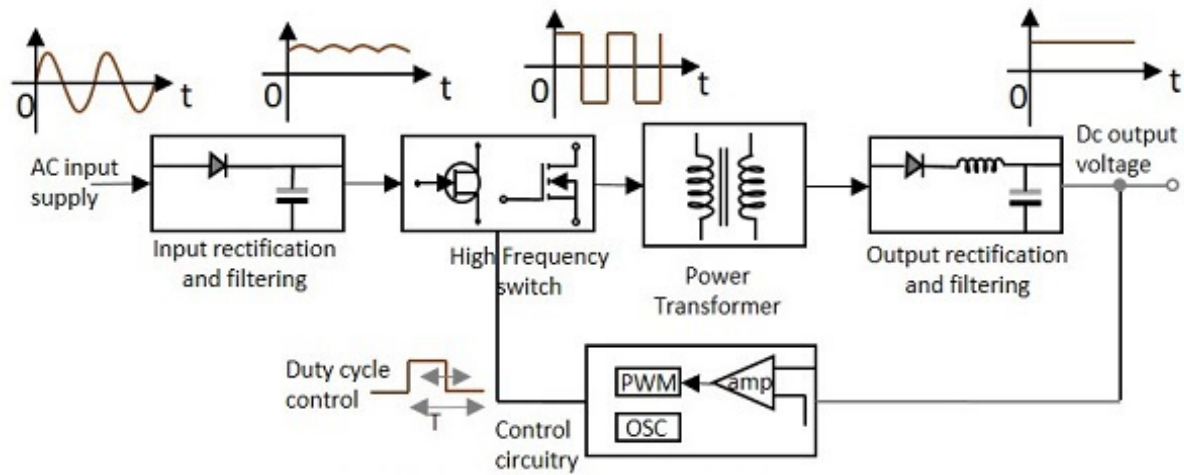 0
t
0
t
0
t
0
t
AC input
supply
Input rectification
and filtering
High Frequency
switch
Power
Transformer
Output rectification
and filtering
Dc output
voltage
Duty cycle
control
T
Control
circuitry
PWM
amp
OSC